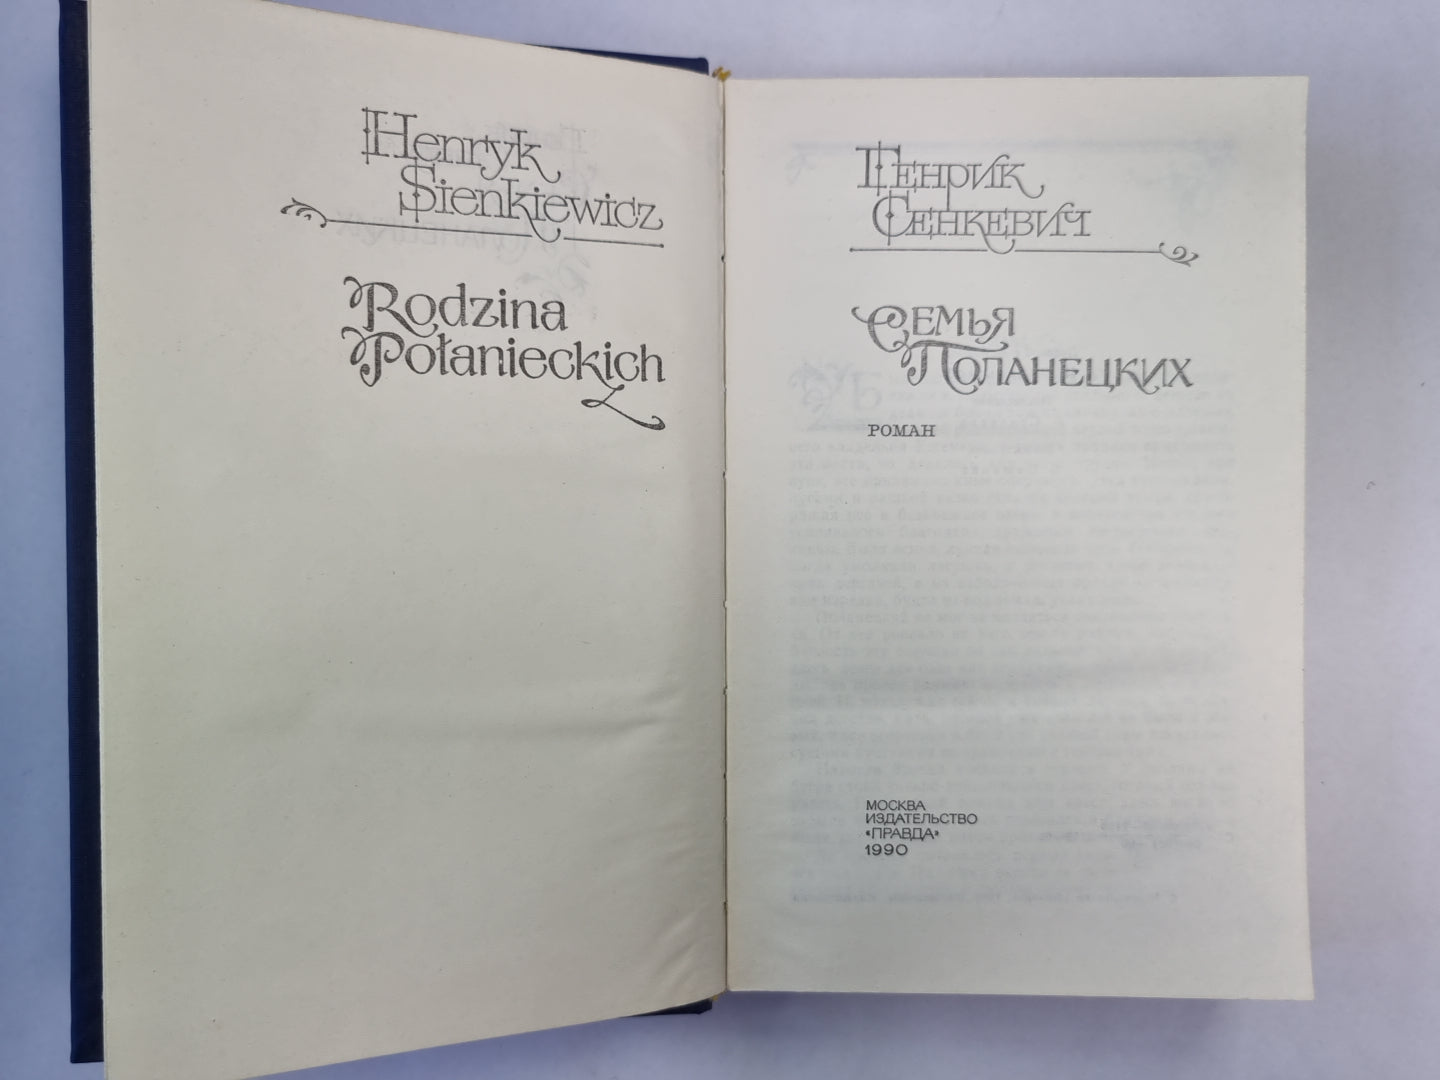 Henryk
Sienkiewicz
Rodzina
Połanieckich
Генрик
Сенкевич
Семья
Поланецких
РОМАН
МОСКВА
ИЗДАТЕЛЬСТВО
«ПРАВДА»
1990